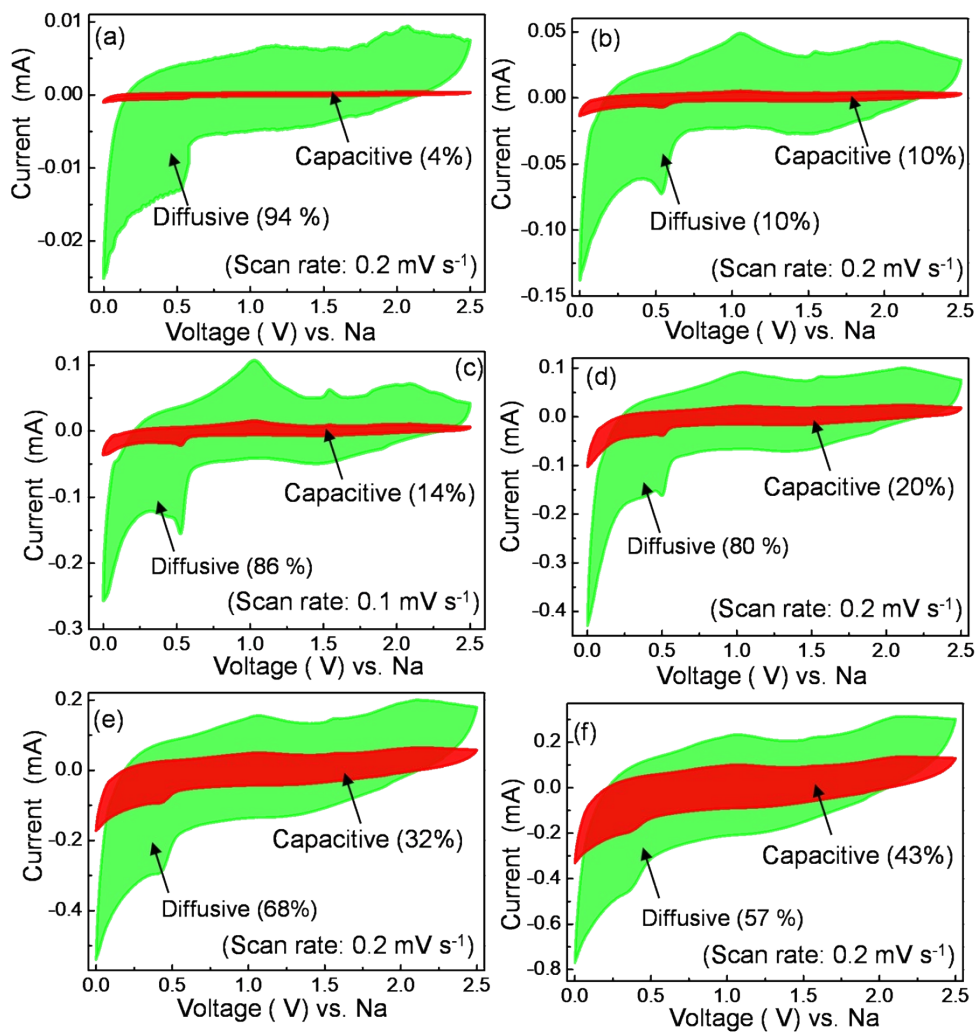 (a)
Current (mA)
0.01
0.00
-0.01
-0.02
Capacitive (4%)
Diffusive (94 %)
(Scan rate: 0.2 mV s⁻¹)
0.0 0.5 1.0 1.5 2.0 2.5
Voltage ( V) vs. Na
(b)
Current (mA)
0.05
0.00
-0.05
-0.10
-0.15
Capacitive (10%)
Diffusive (10%)
(Scan rate: 0.2 mV s⁻¹)
0.0 0.5 1.0 1.5 2.0 2.5
Voltage ( V) vs. Na
(c)
Current (mA)
0.1
0.0
-0.1
-0.2
-0.3
Capacitive (14%)
Diffusive (86 %)
(Scan rate: 0.1 mV s⁻¹)
0.0 0.5 1.0 1.5 2.0 2.5
Voltage ( V) vs. Na
(d)
Current (mA)
0.1
0.0
-0.1
-0.2
-0.3
-0.4
Capacitive (20%)
Diffusive (80 %)
(Scan rate: 0.2 mV s⁻¹)
0.0 0.5 1.0 1.5 2.0 2.5
Voltage ( V) vs. Na
(e)
Current (mA)
0.2
0.0
-0.2
-0.4
Capacitive (32%)
Diffusive (68%)
(Scan rate: 0.2 mV s⁻¹)
0.0 0.5 1.0 1.5 2.0 2.5
Voltage ( V) vs. Na
(f)
Current (mA)
0.2
0.0
-0.2
-0.4
-0.6
-0.8
Capacitive (43%)
Diffusive (57 %)
(Scan rate: 0.2 mV s⁻¹)
0.0 0.5 1.0 1.5 2.0 2.5
Voltage ( V) vs. Na